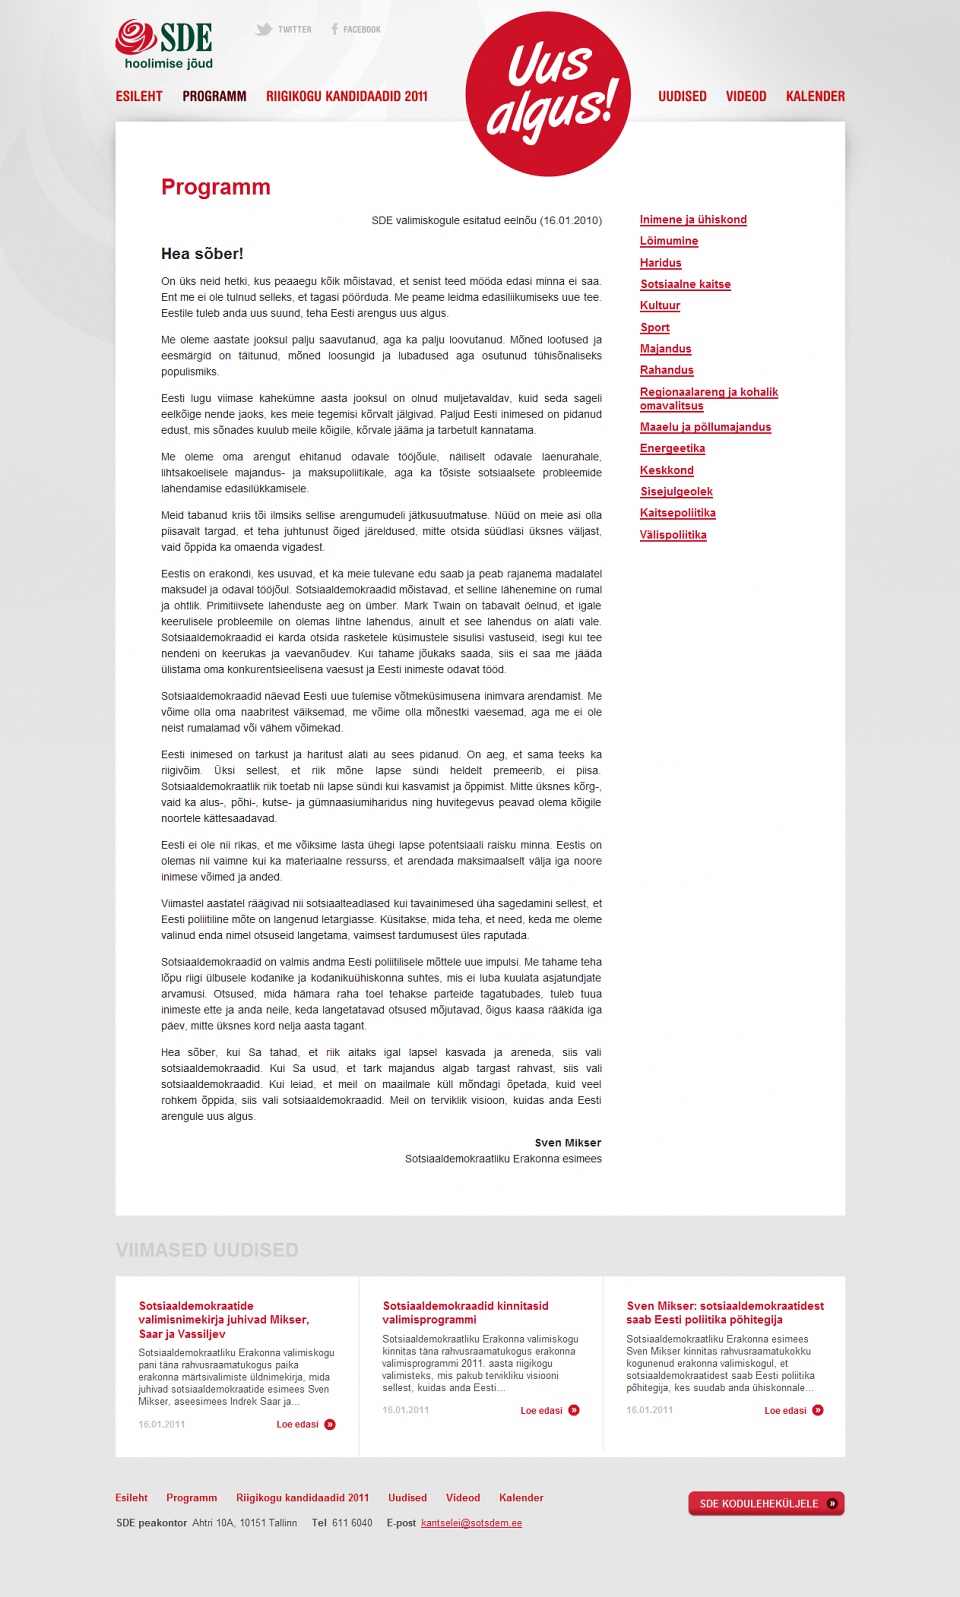 SDE
hoolimise jõud
TWITTER
FACEBOOK
Uus
algus!
ESILEHT
PROGRAMM
RIIGIKOGU KANDIDAADID 2011
UUDISED
VIDEOD
KALENDER
Programm
SDE valimiskogule esitatud eelnõu (16.01.2010)
Hea sõber!
On üks neid hetki, kus peaaegu kõik mõistavad, et senist teed mööda edasi minna ei saa.
Ent me ei ole tulnud selleks, et tagasi pöörduda. Me peame leidma edasiliikumiseks uue tee.
Eestile tuleb anda uus suund, teha Eesti arengus uus algus.
Me oleme aastate jooksul palju saavutanud, aga ka palju loovutanud. Mõned lootused ja
eesmärgid on täitunud, mõned loosungid ja lubadused aga osutunud tühisõnaliseks
populismiks.
Eesti lugu viimase kahekümne aasta jooksul on olnud muljetavaldav, kuid seda sageli
eelkõige nende jaoks, kes meie tegemisi kõrvalt jälgivad. Paljud Eesti inimesed on pidanud
edust, mis sõnades kuulub meile kõigile, kõrvale jääma ja tarbetult kannatama.
Me oleme oma arengut ehitanud odavale tööjõule, näiliselt odavale laenurahale,
lihtsakoelisele majandus- ja maksupoliitikale, aga ka tõsiste sotsiaalsete probleemide
lahendamise edasilükkamisele.
Meid tabanud kriis tõi ilmsiks sellise arengumudeli jätkusuutmatuse. Nüüd on meie asi olla
piisavalt targad, et teha juhtunust õiged järeldused, mitte otsida süüdlasi üksnes väljast,
vaid õppida ka omaenda vigadest.
Eestis on erakondi, kes usuvad, et ka meie tulevane edu saab ja peab rajanema madalatel
maksudel ja odaval tööjõul. Sotsiaaldemokraadid mõistavad, et selline lähenemine on rumal
ja ohtlik. Primitiivsete lahenduste aeg on ümber. Mark Twain on tabavalt öelnud, et igale
keerulisele probleemile on olemas lihtne lahendus, ainult et see lahendus on alati vale.
Sotsiaaldemokraadid ei karda otsida rasketele küsimustele sisulisi vastuseid, isegi kui tee
nendeni on keerukas ja vaevanõudev. Kui tahame jõukaks saada, siis ei saa me jääda
ülistama oma konkurentsieelisena vaesust ja Eesti inimeste odavat tööd.
Sotsiaaldemokraadid näevad Eesti uue tulemise võtmeküsimusena inimvara arendamist. Me
võime olla oma naabritest väiksemad, me võime olla mõnestki vaesemad, aga me ei ole
neist rumalamad või vähem võimekad.
Eesti inimesed on tarkust ja haritust alati au sees pidanud. On aeg, et sama teeks ka
riigivõim. Üksi sellest, et riik mõne lapse sündi heldelt premeerib, ei piisa.
Sotsiaaldemokraatlik riik toetab nii lapse sündi kui kasvamist ja õppimist. Mitte üksnes kõrg-,
vaid ka alus-, põhi-, kutse- ja gümnaasiumiharidus ning huvitegevus peavad olema kõigile
noortele kättesaadavad.
Eesti ei ole nii rikas, et me võiksime lasta ühegi lapse potentsiaali raisku minna. Eestis on
olemas nii vaimne kui ka materiaalne ressurss, et arendada maksimaalselt välja iga noore
inimese võimed ja anded.
Viimastel aastatel räägivad nii sotsiaalteadlased kui tavainimesed üha sagedamini sellest, et
Eesti poliitiline mõte on langenud letargiasse. Küsitakse, mida teha, et need, keda me oleme
valinud enda nimel otsuseid langetama, vaimsest tardumusest üles raputada.
Sotsiaaldemokraadid on valmis andma Eesti poliitilisele mõttele uue impulsi. Me tahame teha
lõpu riigi ülbusele kodanike ja kodanikuühiskonna suhtes, mis ei luba kuulata asjatundjate
arvamusi. Otsused, mida hämara raha toel tehakse parteide tagatubades, tuleb tuua
inimeste ette ja anda neile, keda langetatavad otsused mõjutavad, õigus kaasa rääkida iga
päev, mitte üksnes kord nelja aasta tagant.
Hea sõber, kui Sa tahad, et riik aitaks igal lapsel kasvada ja areneda, siis vali
sotsiaaldemokraadid. Kui Sa usud, et tark majandus algab targast rahvast, siis vali
sotsiaaldemokraadid. Kui leiad, et meil on maailmale küll mõndagi õpetada, kuid veel
rohkem õppida, siis vali sotsiaaldemokraadid. Meil on terviklik visioon, kuidas anda Eesti
arengule uus algus.
Sven Mikser
Sotsiaaldemokraatliku Erakonna esimees
Inimene ja ühiskond
Lõimumine
Haridus
Sotsiaalne kaitse
Kultuur
Sport
Majandus
Rahandus
Regionaalareng ja kohalik
omavalitsus
Maaelu ja põllumajandus
Energeetika
Keskkond
Sisejulgeolek
Kaitsepoliitika
Välispoliitika
VIIMASED UUDISED
Sotsiaaldemokraatide
valimisnimekirja juhivad Mikser,
Saar ja Vassiljev
Sotsiaaldemokraatliku Erakonna valimiskogu
pani täna rahvusraamatukogus paika
erakonna märtsivalimiste üldnimekirja, mida
juhivad sotsiaaldemokraatide esimees Sven
Mikser, aseesimees Indrek Saar ja...
16.01.2011
Loe edasi
Sotsiaaldemokraadid kinnitasid
valimisprogrammi
Sotsiaaldemokraatliku Erakonna valimiskogu
kinnitas täna rahvusraamatukogus erakonna
valimisprogrammi 2011. aasta riigikogu
valimisteks, mis pakub tervikliku visiooni
sellest, kuidas anda Eesti...
16.01.2011
Loe edasi
Sven Mikser: sotsiaaldemokraatidest
saab Eesti poliitika põhitegija
Sotsiaaldemokraatliku Erakonna esimees
Sven Mikser kinnitas rahvusraamatukokku
kogunenud erakonna valimiskogul, et
sotsiaaldemokraatidest saab Eesti poliitika
põhitegija, kes suudab anda ühiskonnale...
16.01.2011
Loe edasi
Esileht
Programm
Riigikogu kandidaadid 2011
Uudised
Videod
Kalender
SDE KODULEHEKÜLJELE
SDE peakontor Ahtri 10A, 10151 Tallinn Tel 611 6040 E-post kantselei@sotsdem.ee